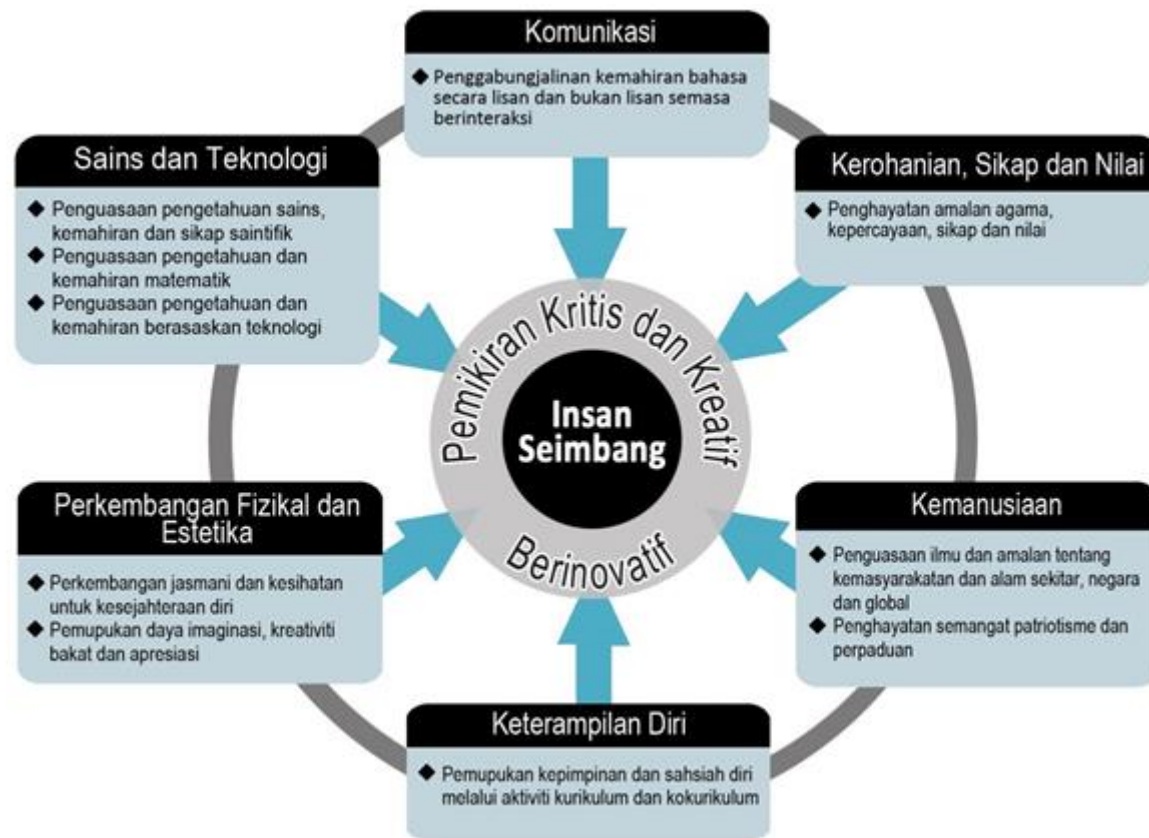 Komunikasi
◆ Penggabungjalinan kemahiran bahasa
secara lisan dan bukan lisan semasa
berinteraksi
Sains dan Teknologi
◆ Penguasaan pengetahuan sains,
kemahiran dan sikap saintifik
◆ Penguasaan pengetahuan dan
kemahiran matematik
◆ Penguasaan pengetahuan dan
kemahiran berasaskan teknologi
Kerohanian, Sikap dan Nilai
◆ Penghayatan amalan agama,
kepercayaan, sikap dan nilai
Pemikiran Kritis dan Kreatif
Insan
Seimbang
Berinovatif
Perkembangan Fizikal dan
Estetika
◆ Perkembangan jasmani dan kesihatan
untuk kesejahteraan diri
◆ Pemupukan daya imaginasi, kreativiti
bakat dan apresiasi
Kemanusiaan
◆ Penguasaan ilmu dan amalan tentang
kemasyarakatan dan alam sekitar, negara
dan global
◆ Penghayatan semangat patriotisme dan
perpaduan
Keterampilan Diri
◆ Pemupukan kepimpinan dan sahsiah diri
melalui aktiviti kurikulum dan kokurikulum